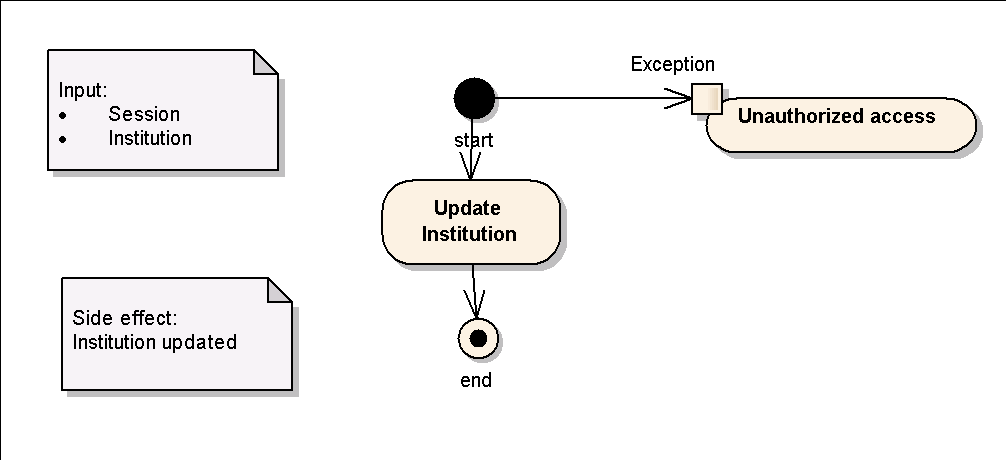 Input:
• Session
• Institution
Exception
Unauthorized access
start
Update
Institution
Side effect:
Institution updated
end